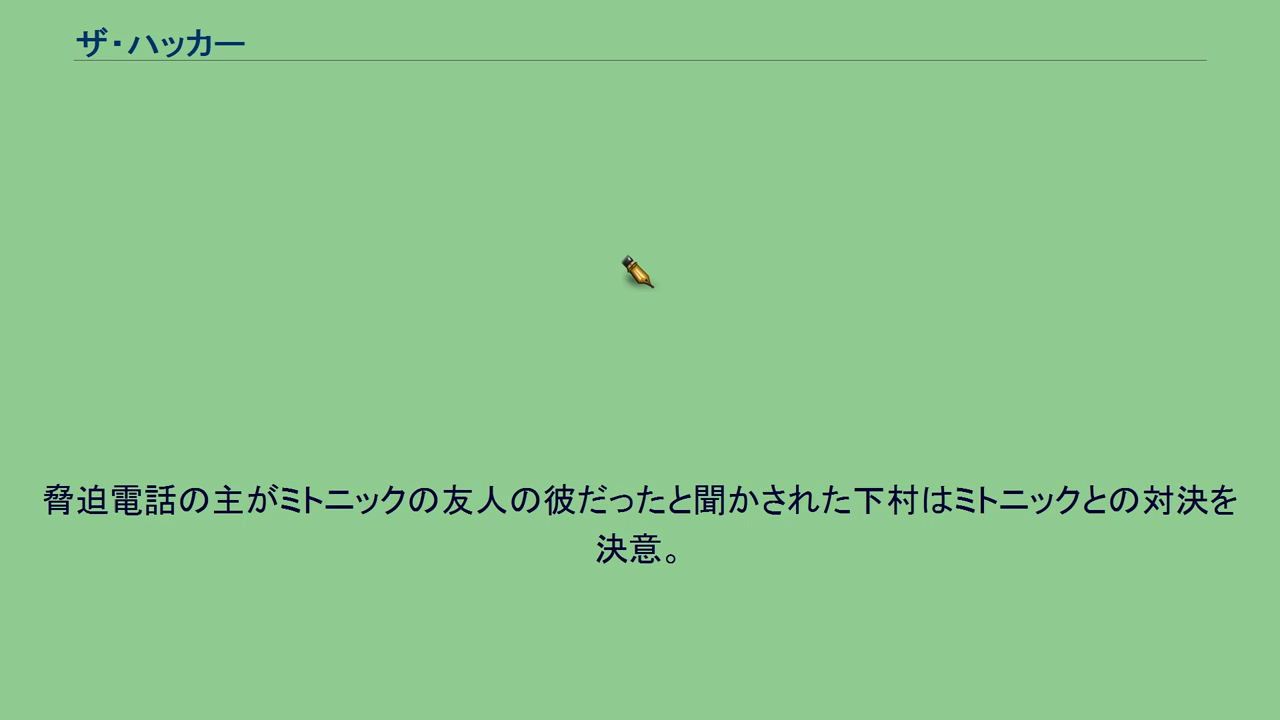 ザ・ハッカー
脅迫電話の主がミトニックの友人の彼だったと聞かされた下村はミトニックとの対決を
決意。